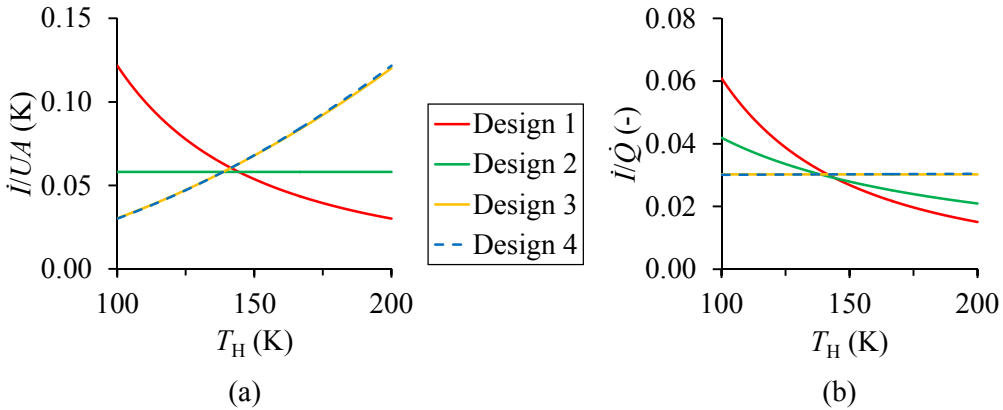 0.15
0.10
0.05
0.00
İ/UA (K)
100
150
200
T_H (K)
(a)
Design 1
Design 2
Design 3
Design 4
0.08
0.06
0.04
0.02
0.00
İ/Q̇ (-)
100
150
200
T_H (K)
(b)